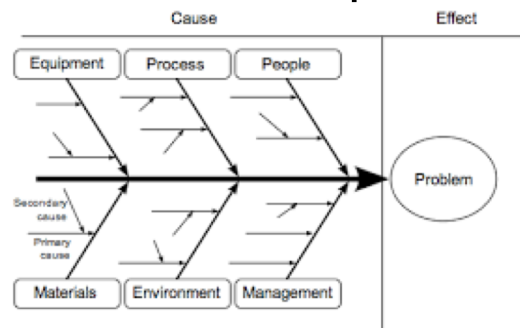 Cause
Effect
Equipment
Process
People
Problem
Secondary
cause
Primary
cause
Materials
Environment
Management